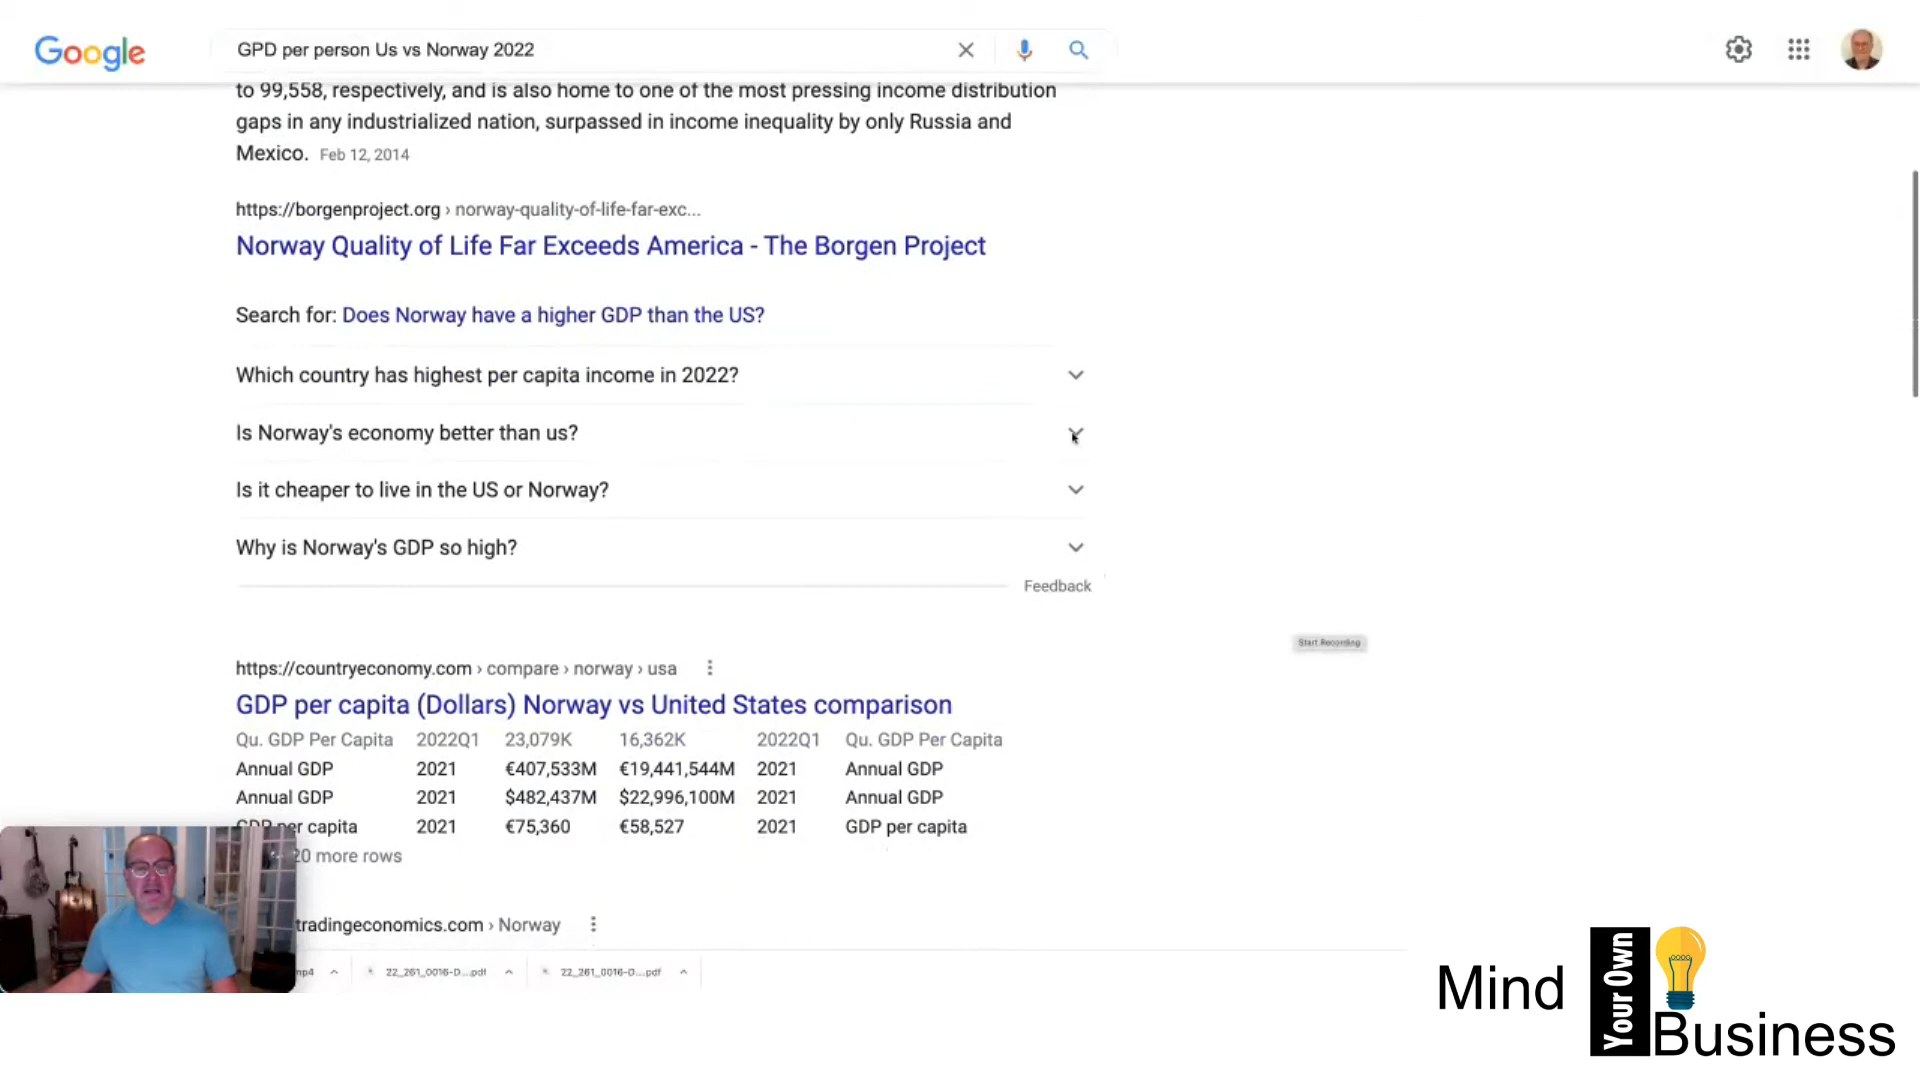 Google
GPD per person Us vs Norway 2022
to 99,558, respectively, and is also home to one of the most pressing income distribution
gaps in any industrialized nation, surpassed in income inequality by only Russia and
Mexico. Feb 12, 2014
https://borgenproject.org › norway-quality-of-life-far-exc...
Norway Quality of Life Far Exceeds America - The Borgen Project
Search for: Does Norway have a higher GDP than the US?
Which country has highest per capita income in 2022?
Is Norway's economy better than us?
Is it cheaper to live in the US or Norway?
Why is Norway's GDP so high?
Feedback
Start Recording
https://countryeconomy.com › compare › norway › usa
GDP per capita (Dollars) Norway vs United States comparison
Qu. GDP Per Capita 2022Q1 23,079K 16,362K 2022Q1 Qu. GDP Per Capita
Annual GDP 2021 €407,533M €19,441,544M 2021 Annual GDP
Annual GDP 2021 $482,437M $22,996,100M 2021 Annual GDP
GDP per capita 2021 €75,360 €58,527 2021 GDP per capita
20 more rows
tradingeconomics.com › Norway
mp4 22_261_0016-D...pdf 22_261_0016-O...pdf
Mind
Your Own
Business